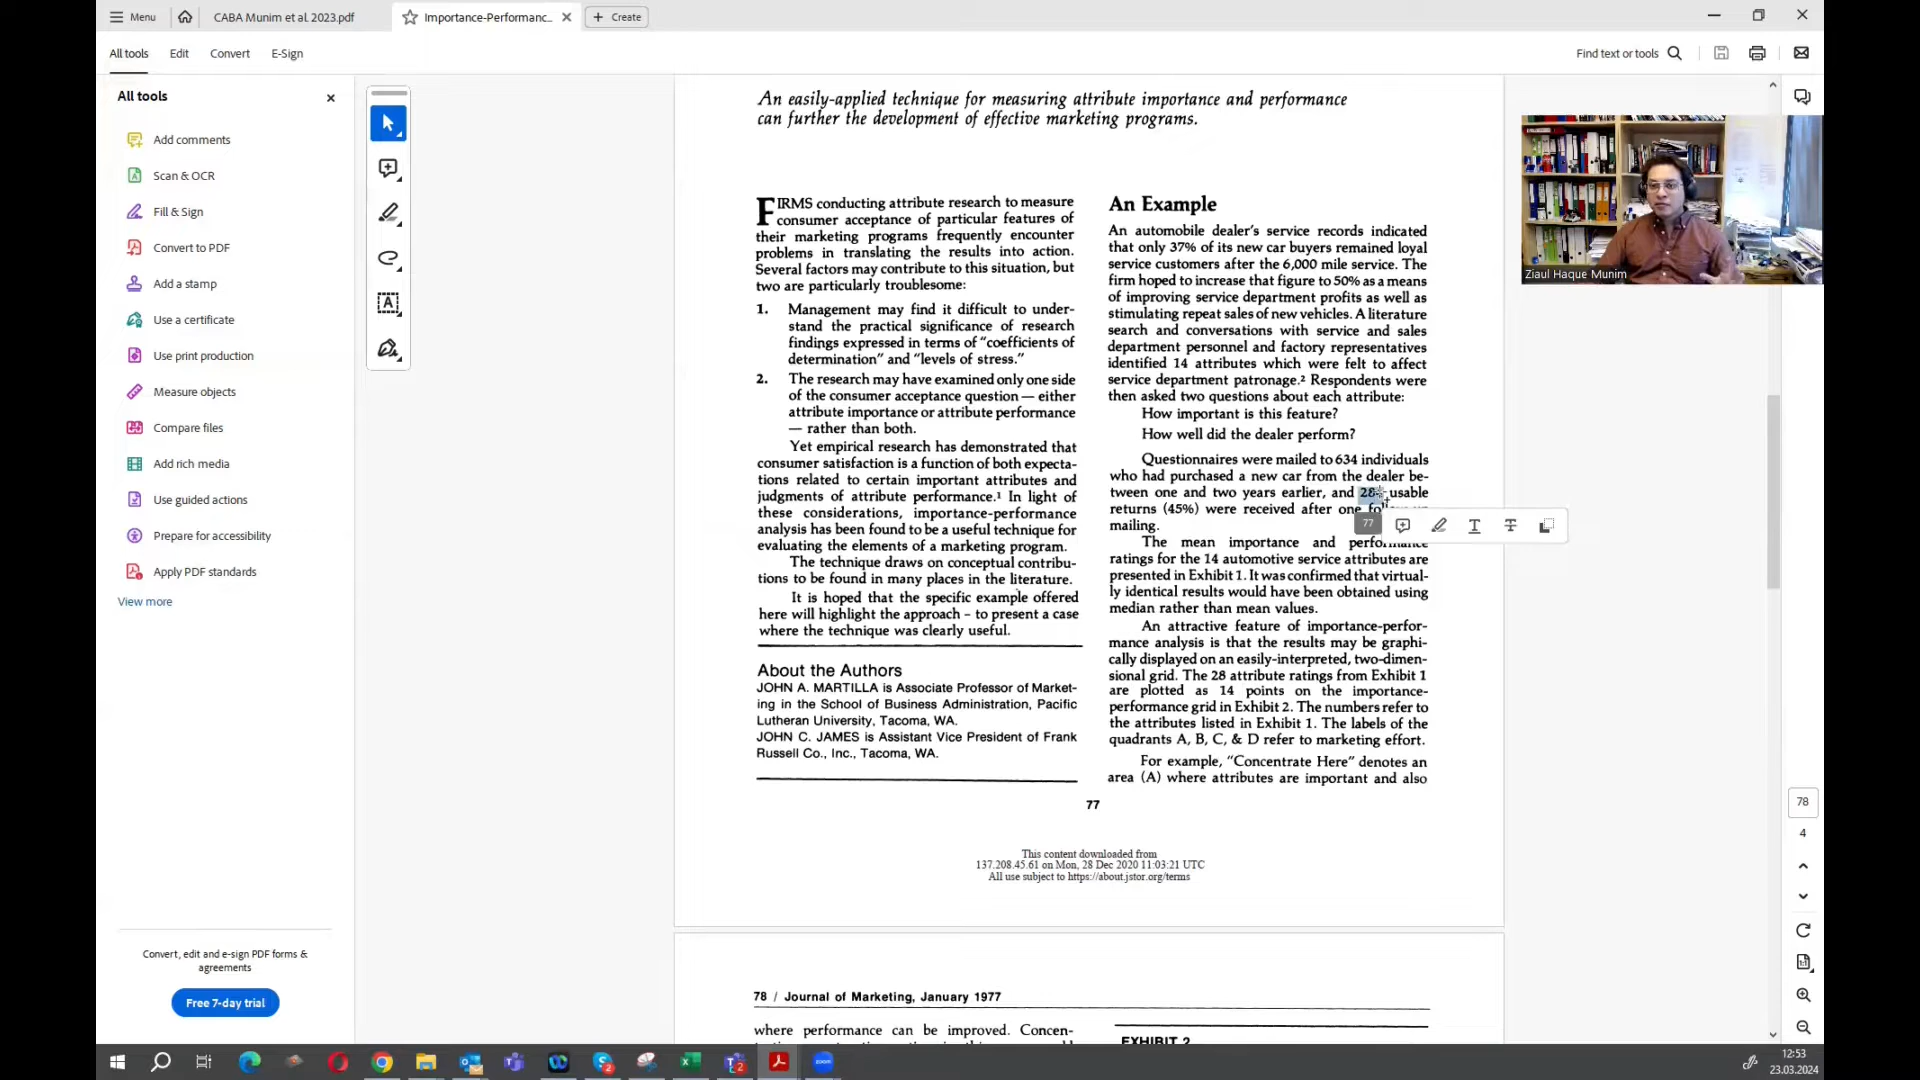 Menu
CABA Munim et al. 2023.pdf
Importance-Performanc...
Create
All tools
Edit
Convert
E-Sign
Find text or tools
All tools
Add comments
Scan & OCR
Fill & Sign
Convert to PDF
Add a stamp
Use a certificate
Use print production
Measure objects
Compare files
Add rich media
Use guided actions
Prepare for accessibility
Apply PDF standards
View more
Convert, edit and e-sign PDF forms &
agreements
Free 7-day trial
An easily-applied technique for measuring attribute importance and performance
can further the development of effective marketing programs.
FIRMS conducting attribute research to measure
consumer acceptance of particular features of
their marketing programs frequently encounter
problems in translating the results into action.
Several factors may contribute to this situation, but
two are particularly troublesome:
1. Management may find it difficult to under-
stand the practical significance of research
findings expressed in terms of “coefficients of
determination” and “levels of stress.”
2. The research may have examined only one side
of the consumer acceptance question — either
attribute importance or attribute performance
— rather than both.
Yet empirical research has demonstrated that
consumer satisfaction is a function of both expecta-
tions related to certain important attributes and
judgments of attribute performance.¹ In light of
these considerations, importance-performance
analysis has been found to be a useful technique for
evaluating the elements of a marketing program.
The technique draws on conceptual contribu-
tions to be found in many places in the literature.
It is hoped that the specific example offered
here will highlight the approach – to present a case
where the technique was clearly useful.
About the Authors
JOHN A. MARTILLA is Associate Professor of Market-
ing in the School of Business Administration, Pacific
Lutheran University, Tacoma, WA.
JOHN C. JAMES is Assistant Vice President of Frank
Russell Co., Inc., Tacoma, WA.
An Example
An automobile dealer’s service records indicated
that only 37% of its new car buyers remained loyal
service customers after the 6,000 mile service. The
firm hoped to increase that figure to 50% as a means
of improving service department profits as well as
stimulating repeat sales of new vehicles. A literature
search and conversations with service and sales
department personnel and factory representatives
identified 14 attributes which were felt to affect
service department patronage.² Respondents were
then asked two questions about each attribute:
How important is this feature?
How well did the dealer perform?
Questionnaires were mailed to 634 individuals
who had purchased a new car from the dealer be-
tween one and two years earlier, and usable
returns (45%) were received after one
mailing.
77
The mean importance and performance
ratings for the 14 automotive service attributes are
presented in Exhibit 1. It was confirmed that virtual-
ly identical results would have been obtained using
median rather than mean values.
An attractive feature of importance-perfor-
mance analysis is that the results may be graphi-
cally displayed on an easily-interpreted, two-dimen-
sional grid. The 28 attribute ratings from Exhibit 1
are plotted as 14 points on the importance-
performance grid in Exhibit 2. The numbers refer to
the attributes listed in Exhibit 1. The labels of the
quadrants A, B, C, & D refer to marketing effort.
For example, “Concentrate Here” denotes an
area (A) where attributes are important and also
77
This content downloaded from
137.208.45.61 on Mon, 28 Dec 2020 11:03:21 UTC
All use subject to https://about.jstor.org/terms
78 / Journal of Marketing, January 1977
where performance can be improved. Concen-
EXHIBIT 2
Ziaul Haque Munim
78
4
12:53
23.03.2024